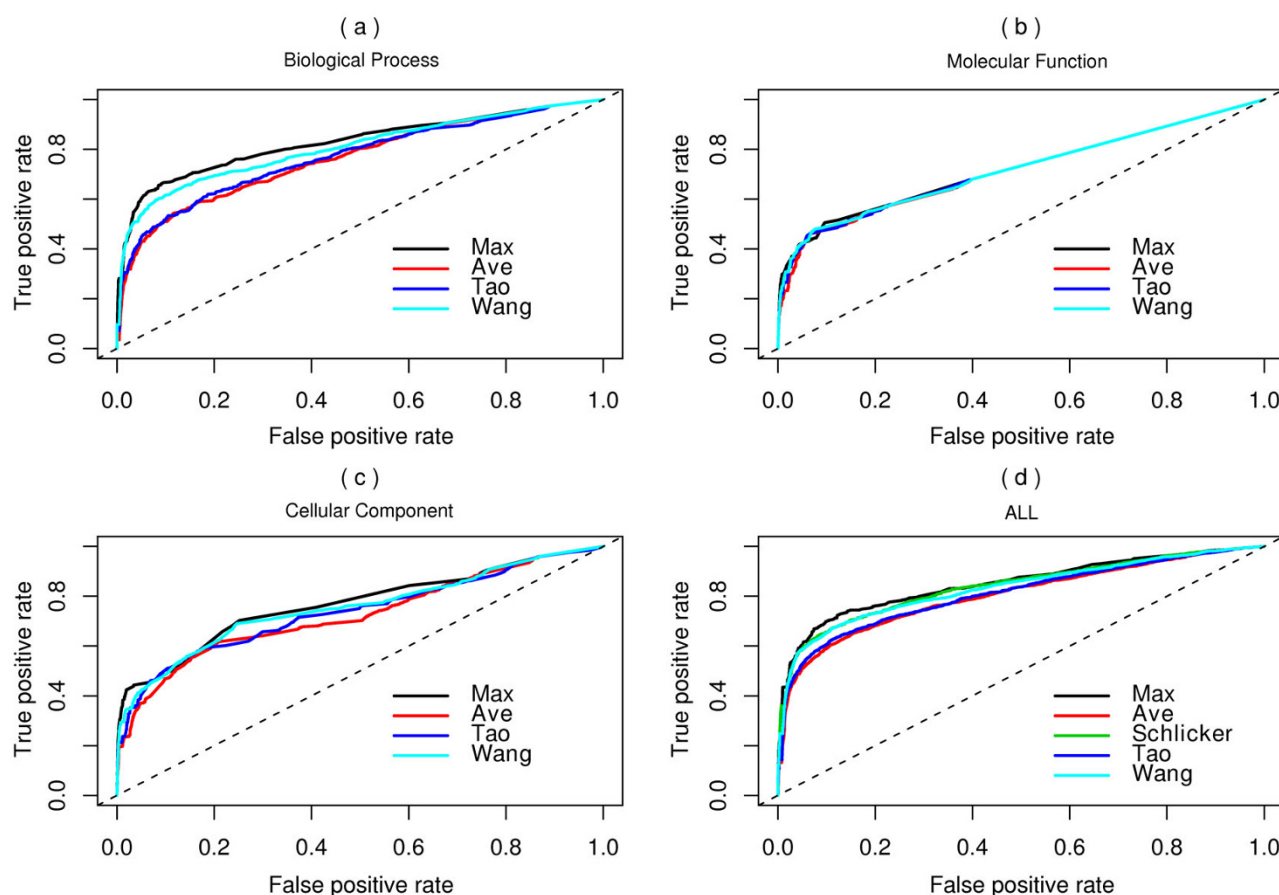 ( a )
Biological Process
True positive rate
0.8
0.4
0.0
Max
Ave
Tao
Wang
0.0 0.2 0.4 0.6 0.8 1.0
False positive rate
( b )
Molecular Function
True positive rate
0.8
0.4
0.0
Max
Ave
Tao
Wang
0.0 0.2 0.4 0.6 0.8 1.0
False positive rate
( c )
Cellular Component
True positive rate
0.8
0.4
0.0
Max
Ave
Tao
Wang
0.0 0.2 0.4 0.6 0.8 1.0
False positive rate
( d )
ALL
True positive rate
0.8
0.4
0.0
Max
Ave
Schlicker
Tao
Wang
0.0 0.2 0.4 0.6 0.8 1.0
False positive rate